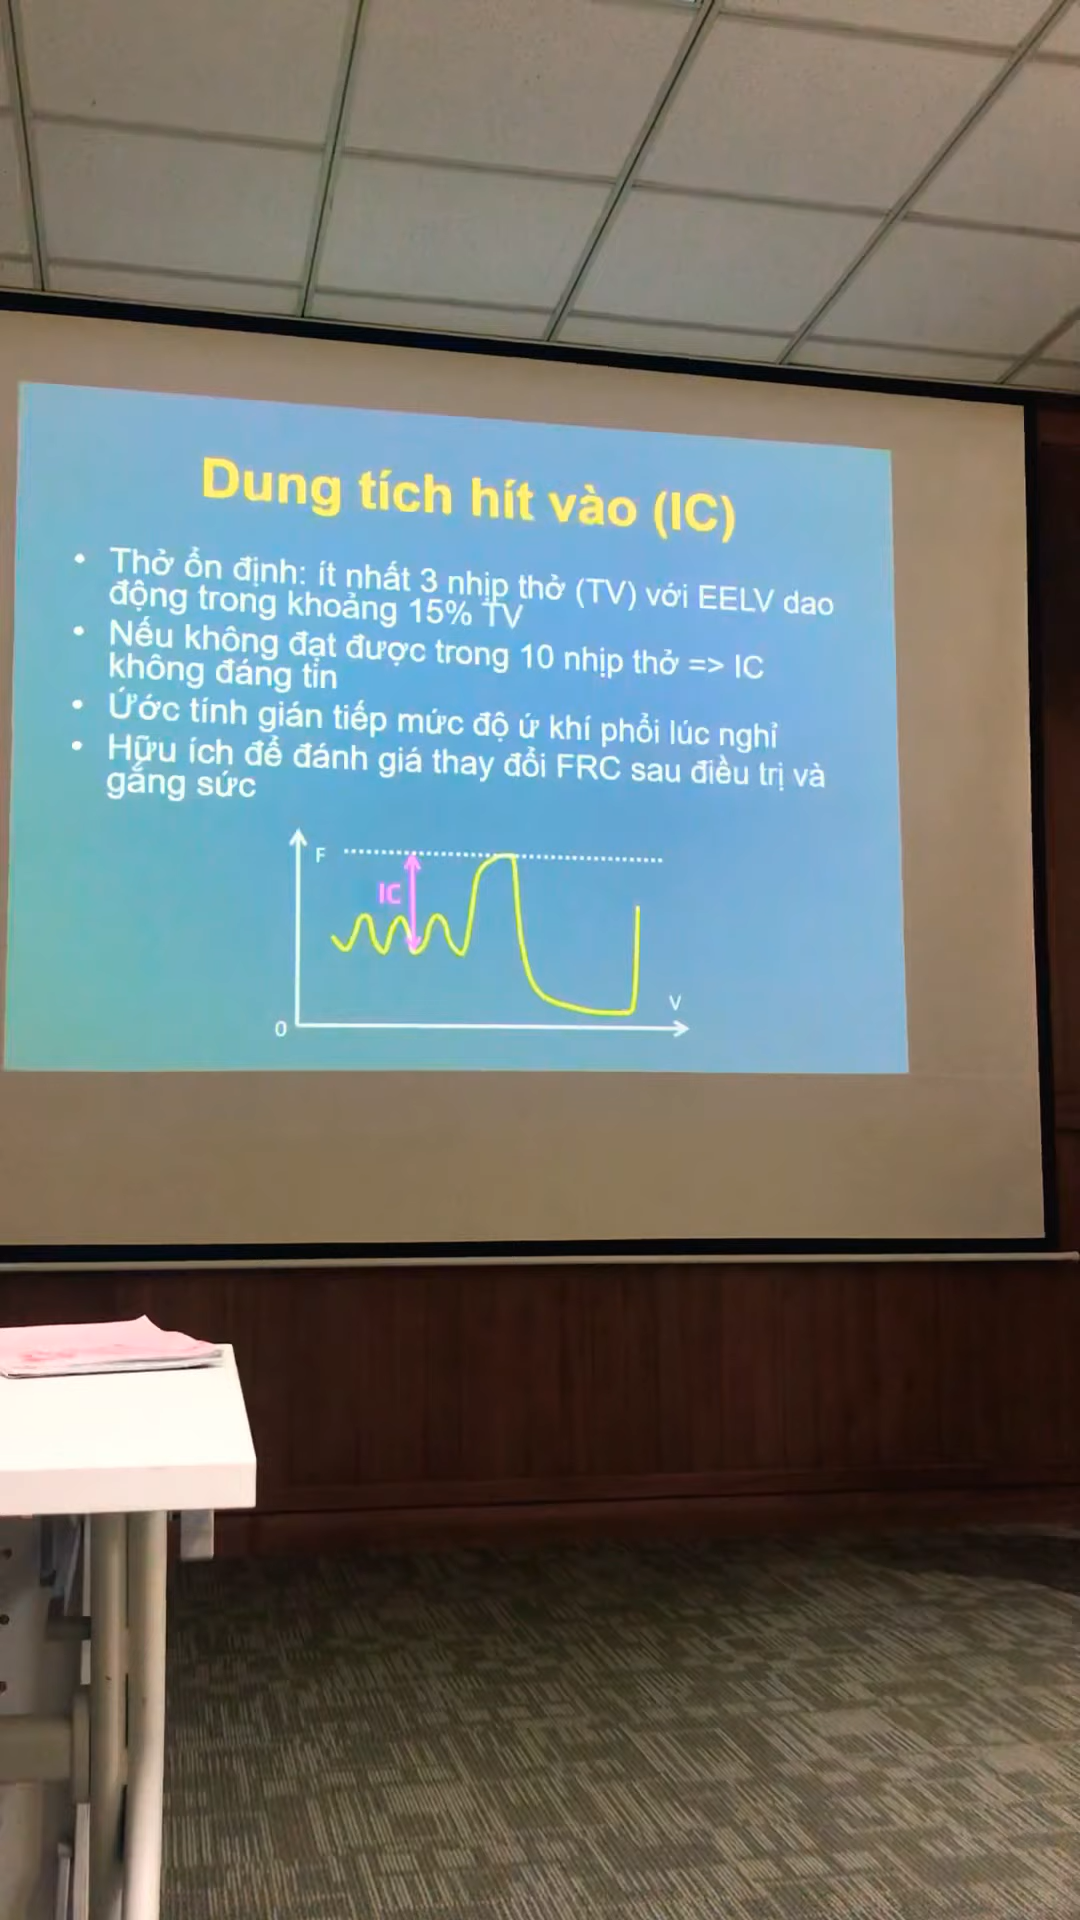 Dung tích hít vào (IC)
• Thở ổn định: ít nhất 3 nhịp thở (TV) với EELV dao
động trong khoảng 15% TV
• Nếu không đạt được trong 10 nhịp thở => IC
không đáng tin
• Ước tính gián tiếp mức độ ứ khí phổi lúc nghỉ
• Hữu ích để đánh giá thay đổi FRC sau điều trị và
gắng sức
F
IC
V
0